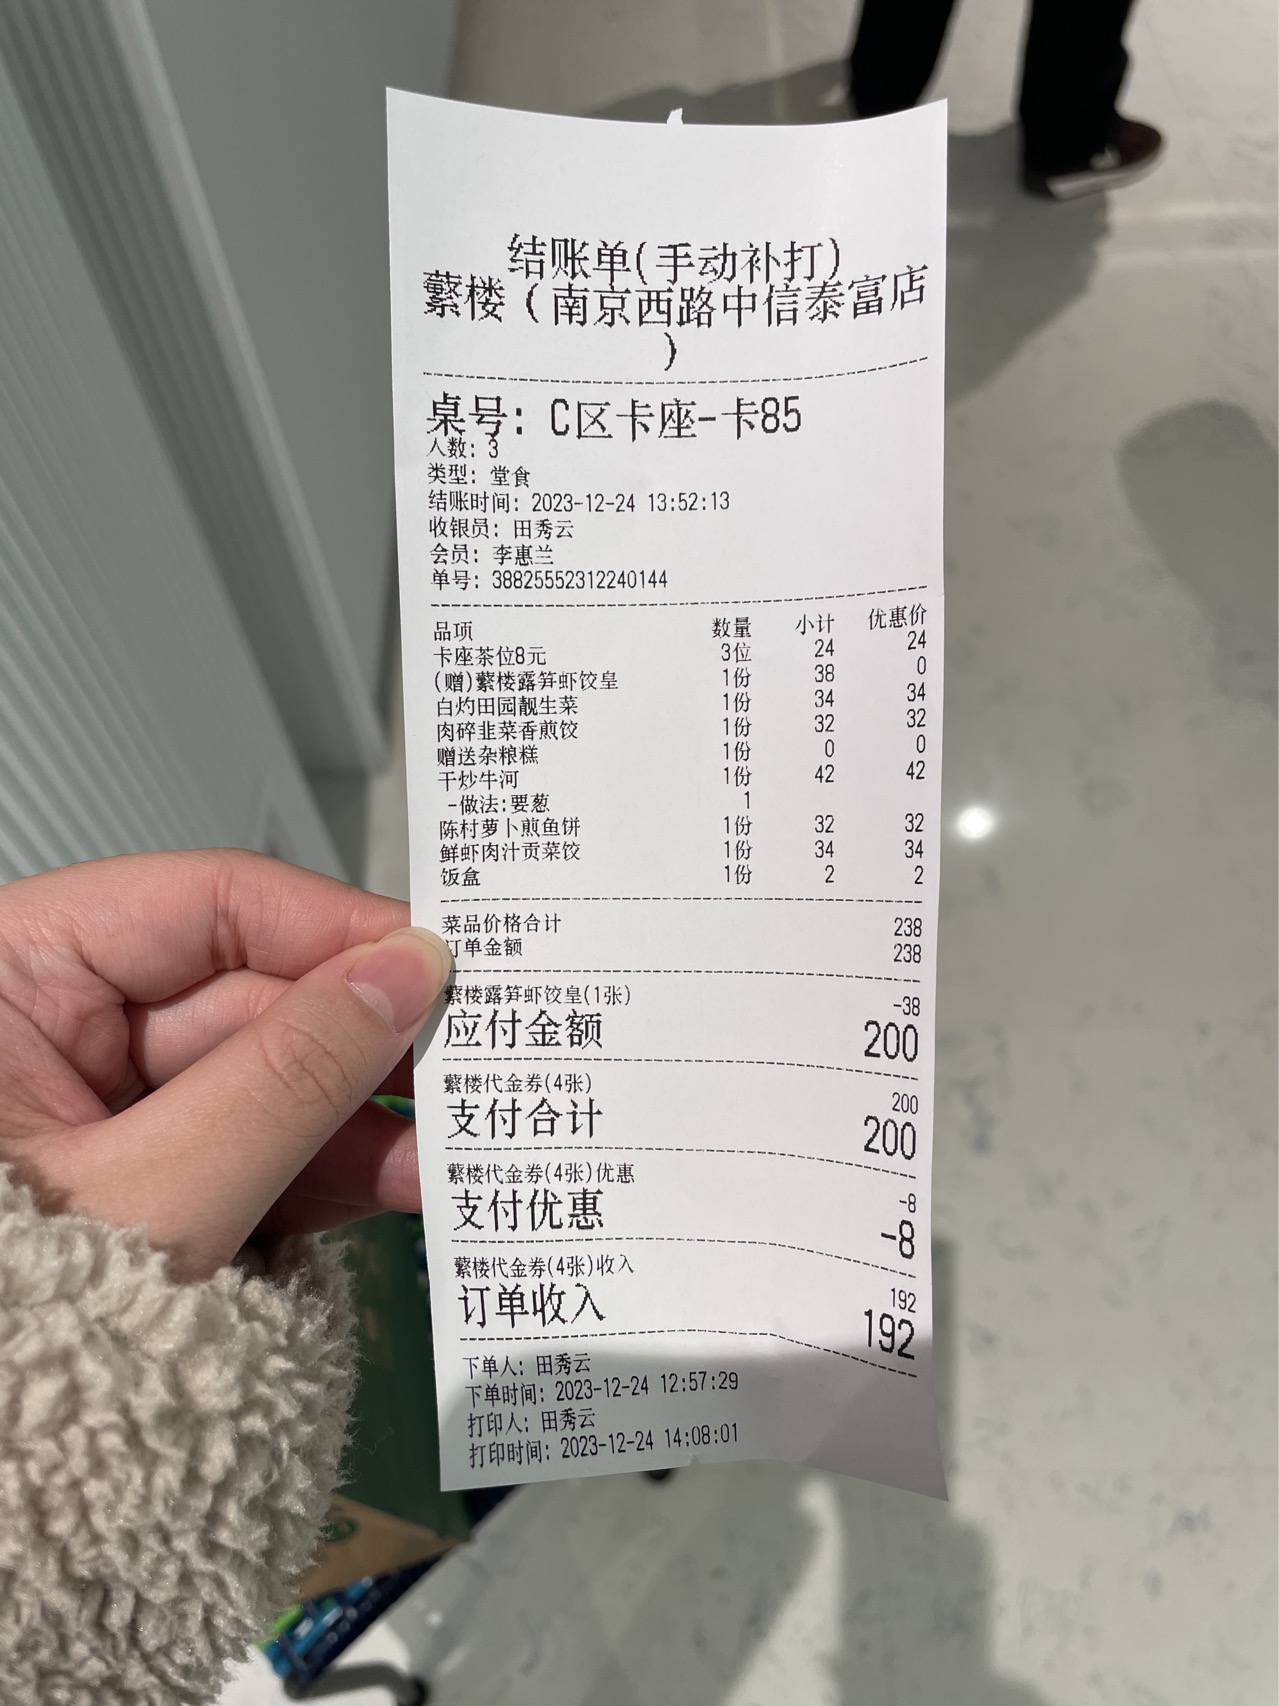 结账单(手动补打)
蘩楼（南京西路中信泰富店
）
桌号: C区卡座-卡85
人数: 3
类型: 堂食
结账时间: 2023-12-24 13:52:13
收银员: 田秀云
会员: 李惠兰
单号: 38825552312240144
品项 数量 小计 优惠价
卡座茶位8元 3位 24 24
(赠)蘩楼露笋虾饺皇 1份 38 0
白灼田园靓生菜 1份 34 34
肉碎韭菜香煎饺 1份 32 32
赠送杂粮糕 1份 0 0
干炒牛河 1份 42 42
-做法:要葱 1
陈村萝卜煎鱼饼 1份 32 32
鲜虾肉汁贡菜饺 1份 34 34
饭盒 1份 2 2
菜品价格合计 238
订单金额 238
蘩楼露笋虾饺皇(1张) -38
应付金额 200
蘩楼代金券(4张) 200
支付合计 200
蘩楼代金券(4张)优惠 -8
支付优惠 -8
蘩楼代金券(4张)收入 192
订单收入 192
下单人: 田秀云
下单时间: 2023-12-24 12:57:29
打印人: 田秀云
打印时间: 2023-12-24 14:08:01